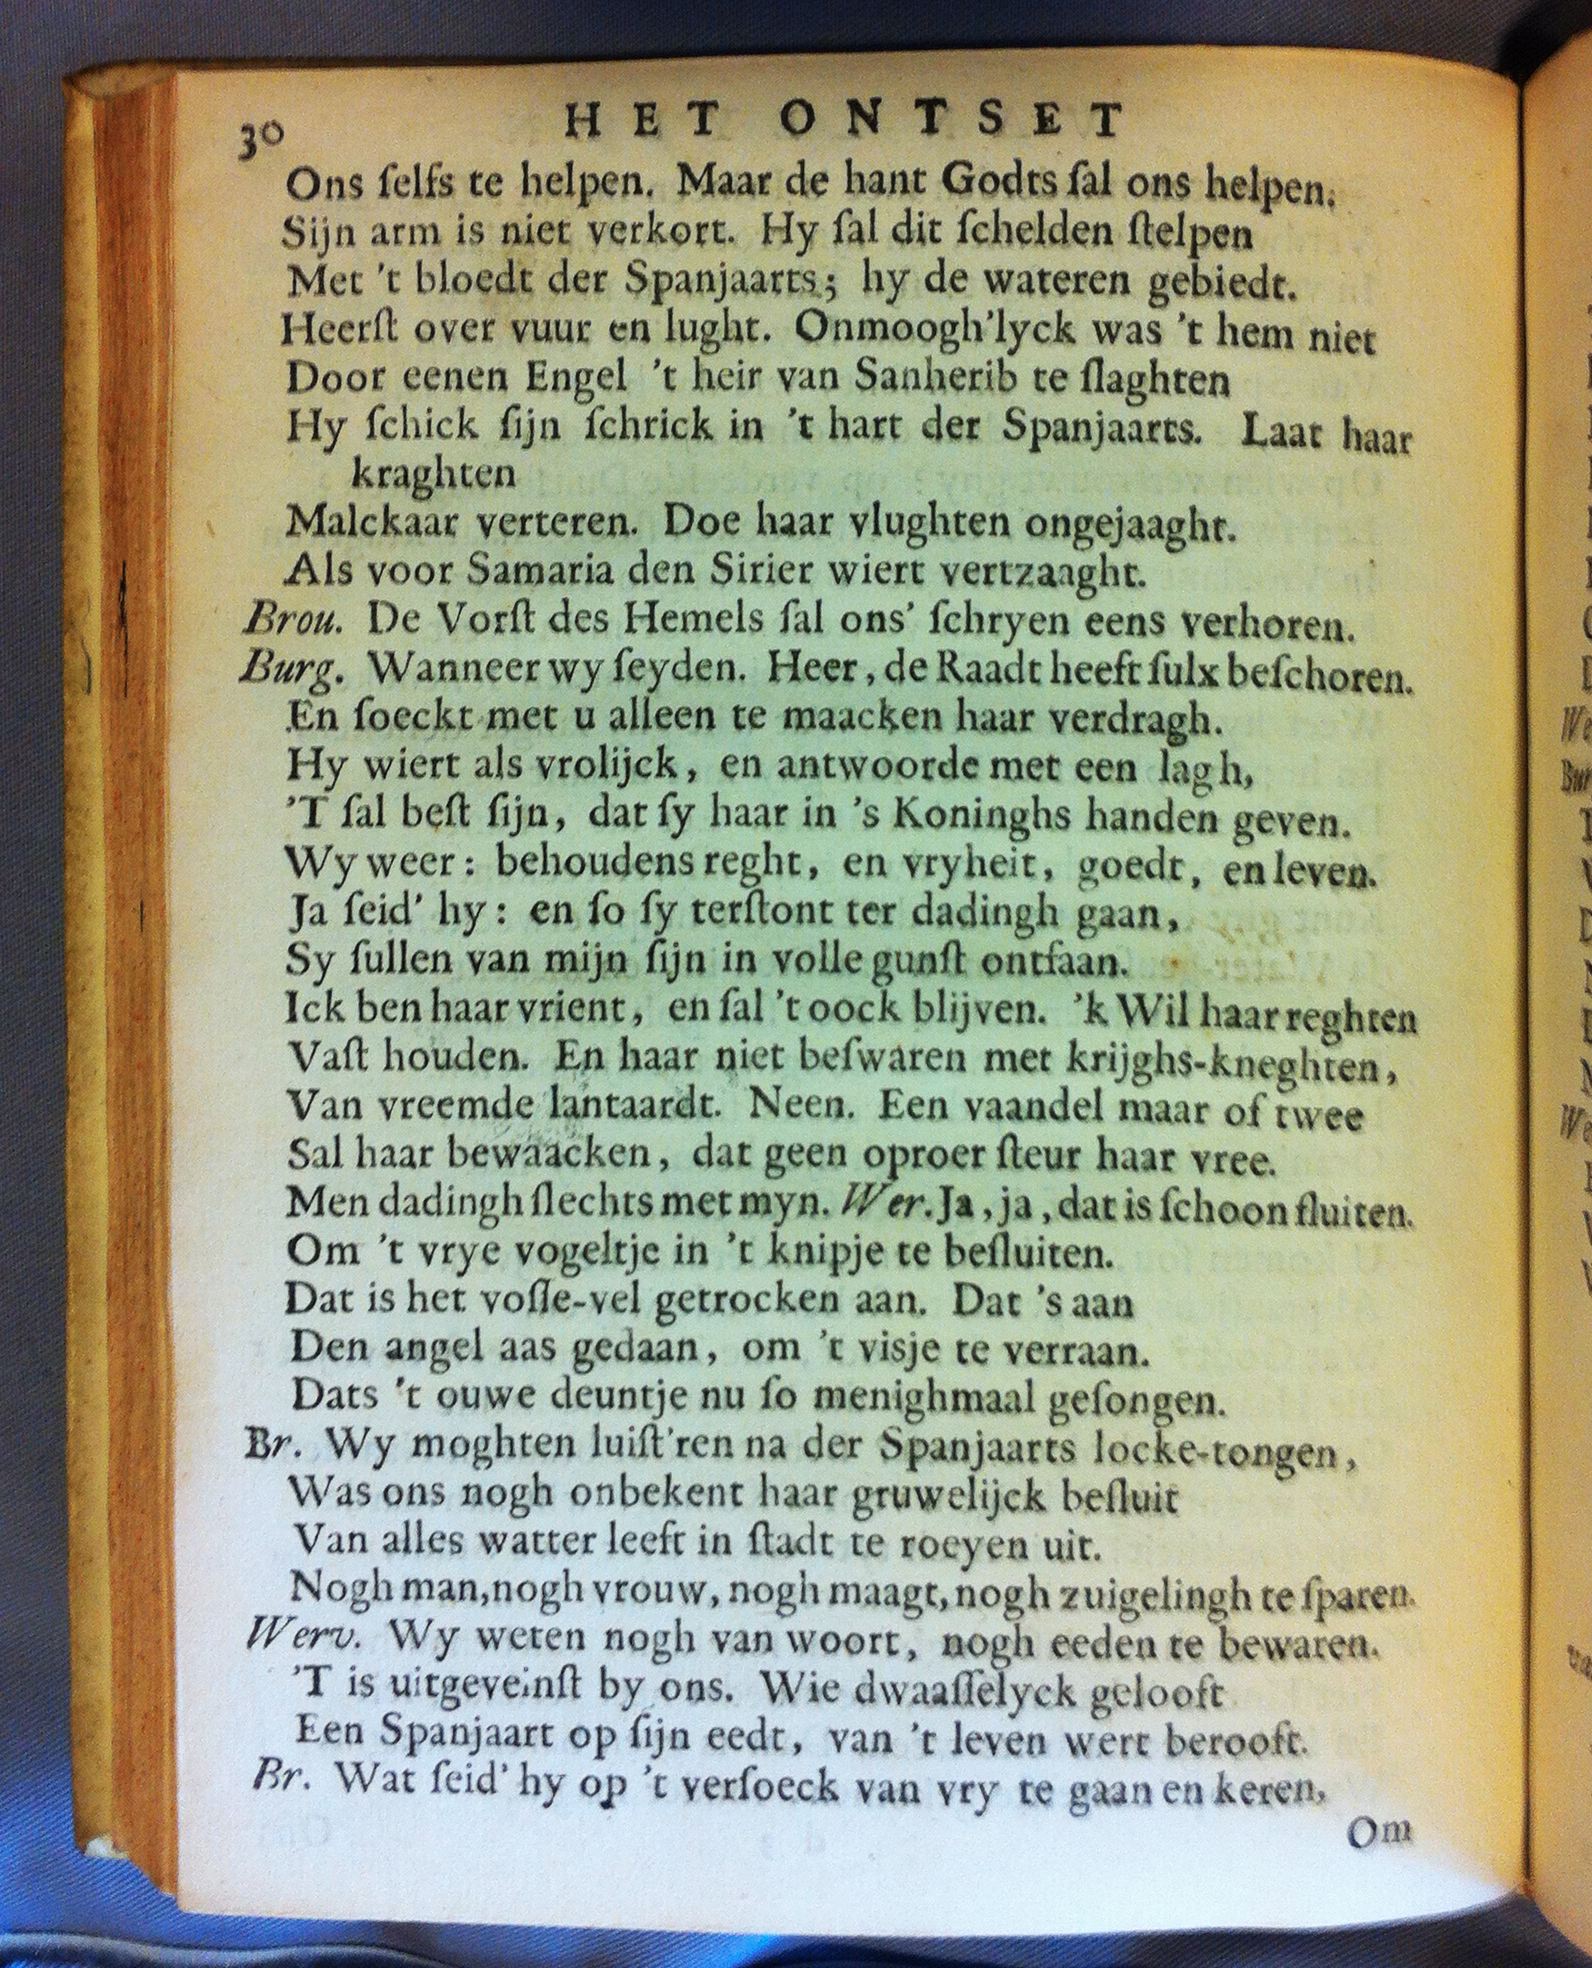 30 HET ONTSET
Ons ſelfs te helpen. Maar de hant Godts ſal ons helpen.
Sijn arm is niet verkort. Hy ſal dit ſchelden ſtelpen
Met 't bloedt der Spanjaarts; hy de wateren gebiedt.
Heerſt over vuur en lught. Onmoogh'lyck was 't hem niet
Door eenen Engel 't heir van Sanherib te ſlaghten
Hy ſchick ſijn ſchrick in 't hart der Spanjaarts. Laat haar
kraghten
Malckaar verteren. Doe haar vlughten ongejaaght.
Als voor Samaria den Sirier wiert vertzaaght.
Brou. De Vorſt des Hemels ſal ons' ſchryen eens verhoren.
Burg. Wanneer wy ſeyden. Heer, de Raadt heeft ſulx beſchoren.
En ſoeckt met u alleen te maacken haar verdragh.
Hy wiert als vrolijck, en antwoorde met een lagh,
'T ſal beſt ſijn, dat ſy haar in 's Koninghs handen geven.
Wy weer: behoudens reght, en vryheit, goedt, en leven.
Ja ſeid' hy: en ſo ſy terſtont ter dadingh gaan,
Sy ſullen van mijn ſijn in volle gunſt ontfaan.
Ick ben haar vrient, en ſal 't oock blijven. 'k Wil haar reghten
Vaſt houden. En haar niet beſwaren met krijghs-kneghten,
Van vreemde lantaardt. Neen. Een vaandel maar of twee
Sal haar bewaacken, dat geen oproer ſteur haar vree.
Men dadingh ſlechts met myn. Wer. Ja, ja, dat is ſchoon fluiten.
Om 't vrye vogeltje in 't knipje te beſluiten.
Dat is het voſſe-vel getrocken aan. Dat 's aan
Den angel aas gedaan, om 't visje te verraan.
Dats 't ouwe deuntje nu ſo menighmaal geſongen.
Br. Wy moghten luiſt'ren na der Spanjaarts locke-tongen,
Was ons nogh onbekent haar gruwelijck beſluit
Van alles watter leeft in ſtadt te roeyen uit.
Nogh man, nogh vrouw, nogh maagt, nogh zuigelingh te ſparen.
Werv. Wy weten nogh van woort, nogh eeden te bewaren.
'T is uitgeveinſt by ons. Wie dwaaſſelyck gelooft
Een Spanjaart op ſijn eedt, van 't leven wert berooft.
Br. Wat ſeid' hy op 't verſoeck van vry te gaan en keren,
Om